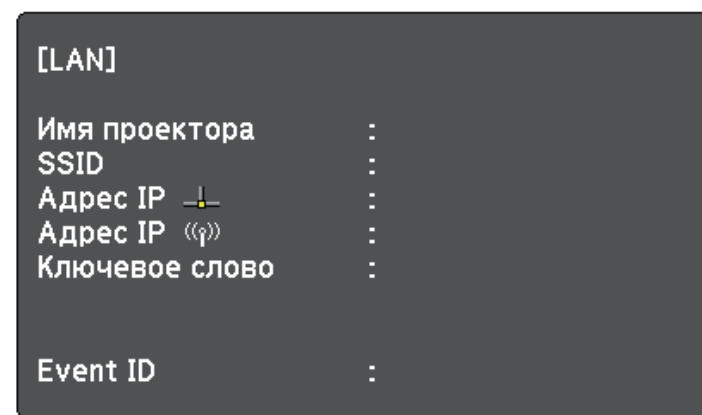 [LAN]
Имя проектора :
SSID :
Адрес IP :
Адрес IP :
Ключевое слово :
Event ID :